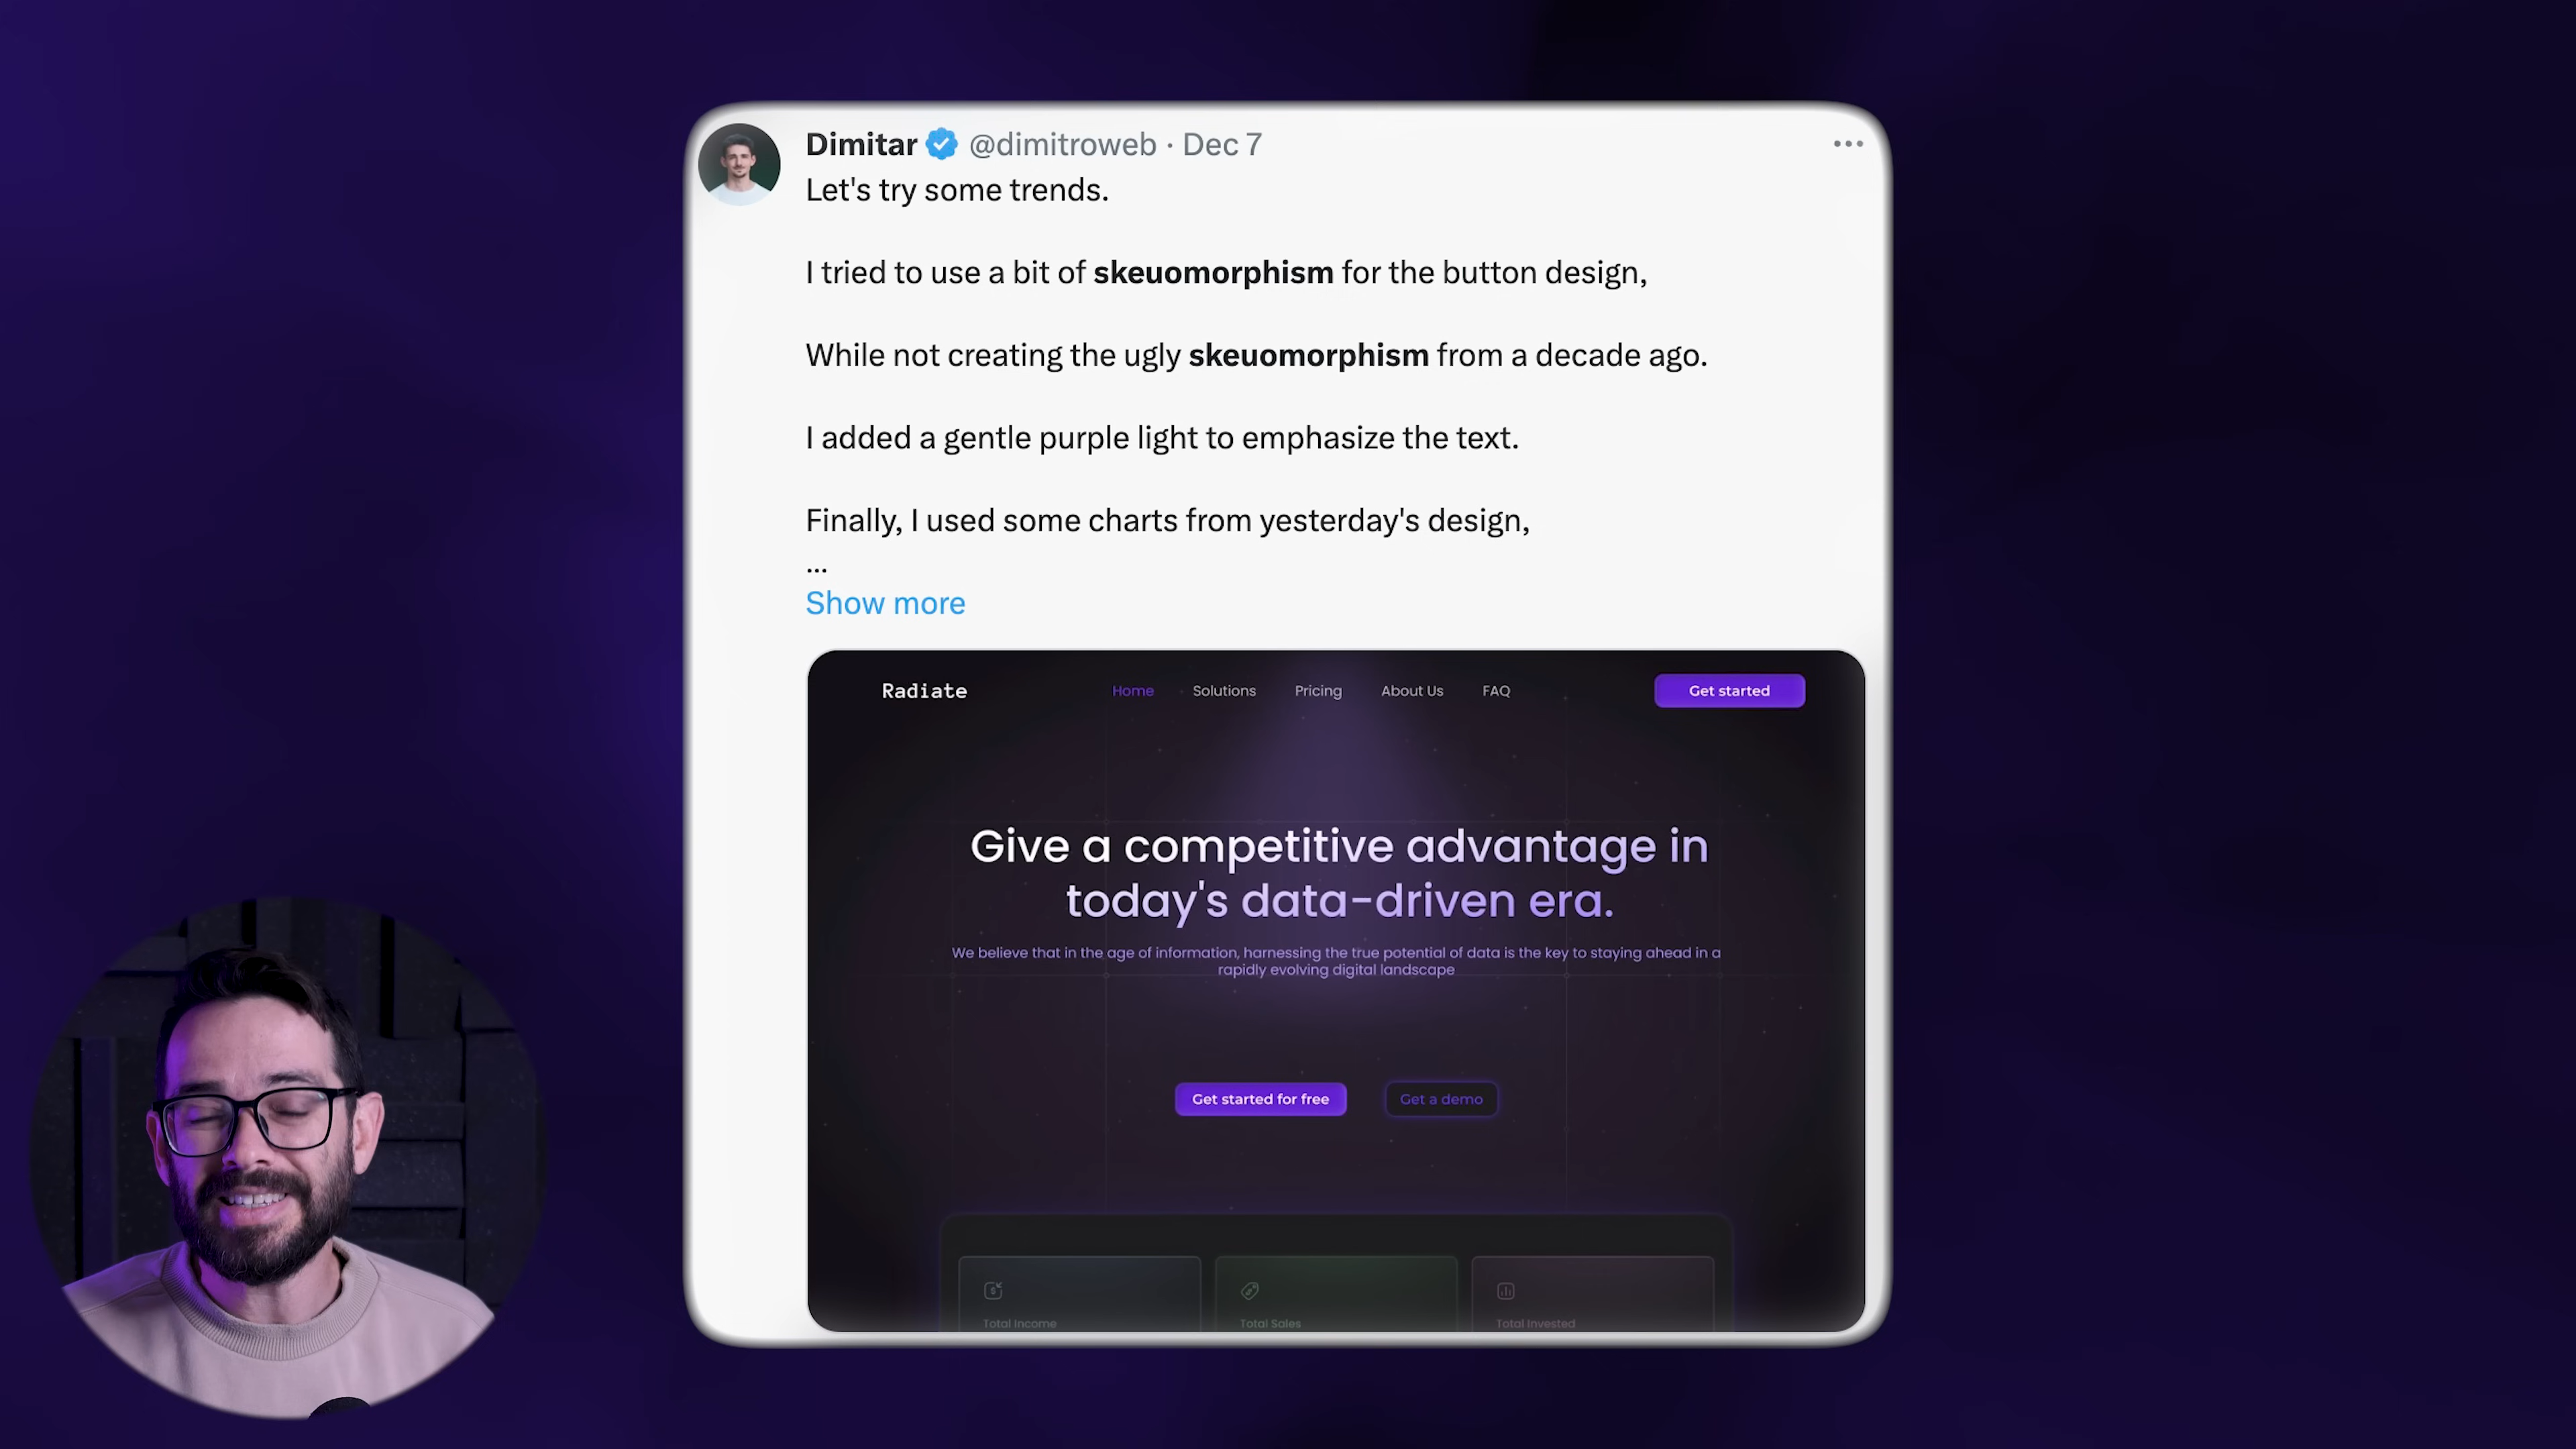 Dimitar @dimitroweb · Dec 7
Let's try some trends.
I tried to use a bit of skeuomorphism for the button design,
While not creating the ugly skeuomorphism from a decade ago.
I added a gentle purple light to emphasize the text.
Finally, I used some charts from yesterday's design,
...
Show more
Radiate Home Solutions Pricing About Us FAQ Get started
Give a competitive advantage in
today's data-driven era.
We believe that in the age of information, harnessing the true potential of data is the key to staying ahead in a
rapidly evolving digital landscape
Get started for free Get a demo
Total Income Total Sales Total Invested